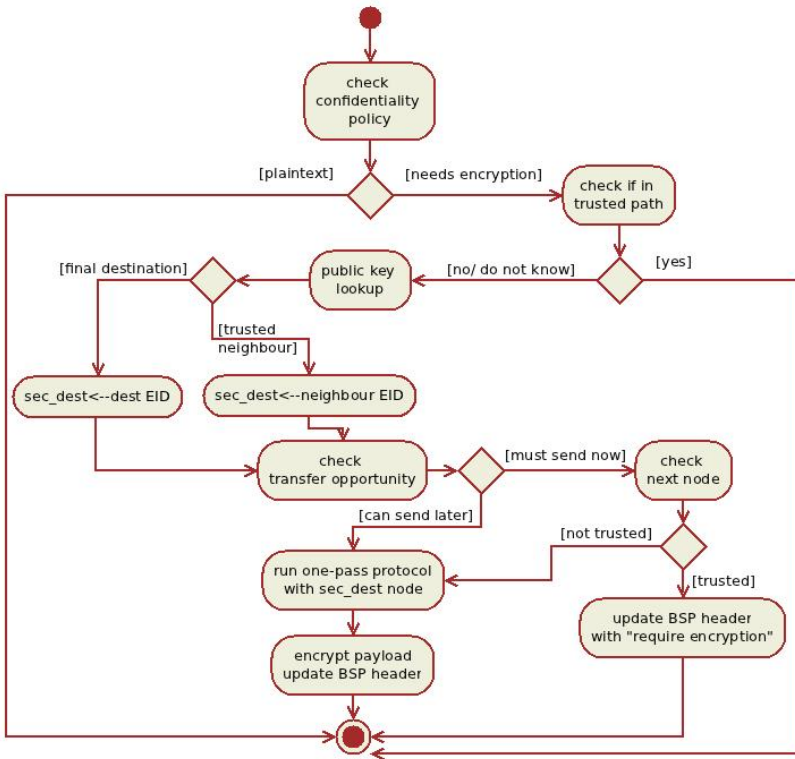 check
confidentiality
policy
[plaintext]
[needs encryption]
check if in
trusted path
[final destination]
public key
lookup
[no/ do not know]
[yes]
[trusted
neighbour]
sec_dest<--dest EID
sec_dest<--neighbour EID
check
transfer opportunity
[must send now]
check
next node
[can send later]
[not trusted]
run one-pass protocol
with sec_dest node
[trusted]
update BSP header
with "require encryption"
encrypt payload
update BSP header